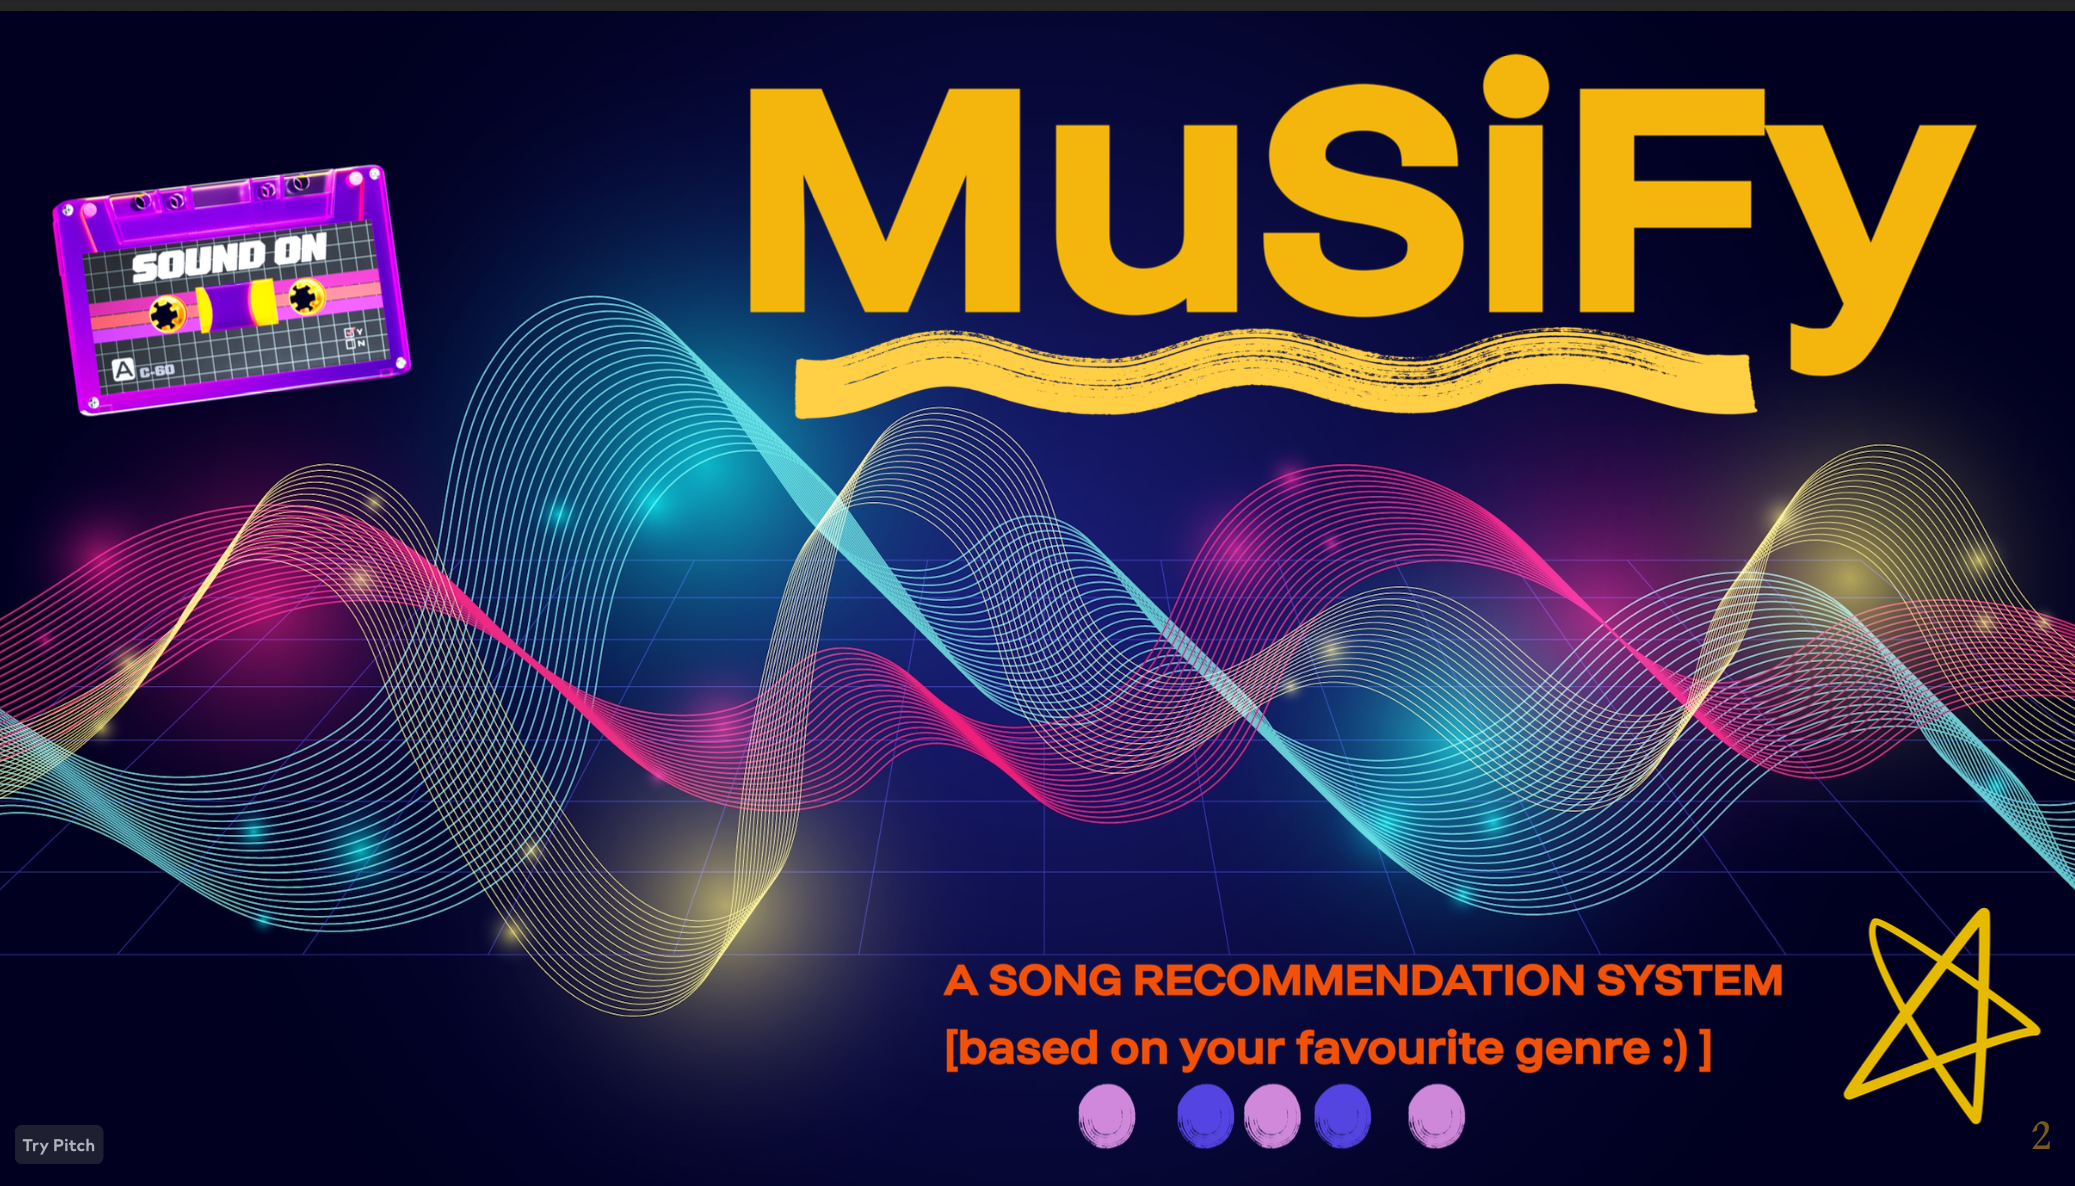 MuSiFy
SOUND ON
Y
N
A C-60
A SONG RECOMMENDATION SYSTEM
[based on your favourite genre :) ]
Try Pitch
2